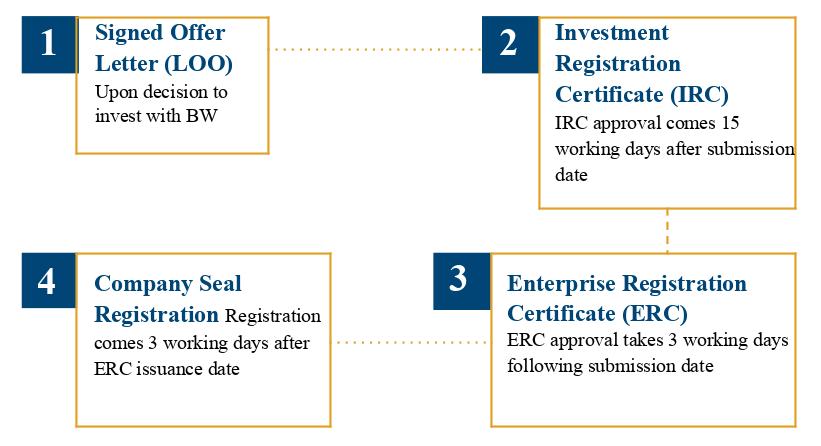 1
Signed Offer
Letter (LOO)
Upon decision to
invest with BW
2
Investment
Registration
Certificate (IRC)
IRC approval comes 15
working days after submission
date
3
Enterprise Registration
Certificate (ERC)
ERC approval takes 3 working days
following submission date
4
Company Seal
Registration Registration
comes 3 working days after
ERC issuance date